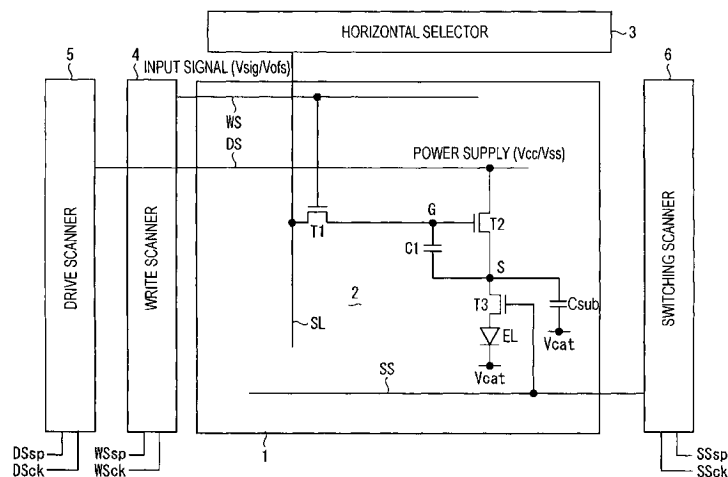 HORIZONTAL SELECTOR
3
5
4
INPUT SIGNAL (Vsig/Vofs)
6
WS
DS
POWER SUPPLY (Vcc/Vss)
DRIVE SCANNER
WRITE SCANNER
SWITCHING SCANNER
T1
G
T2
C1
S
2
T3
Csub
SL
EL
Vcat
Vcat
SS
DSsp
DSck
WSsp
WSck
1
SSsp
SSck